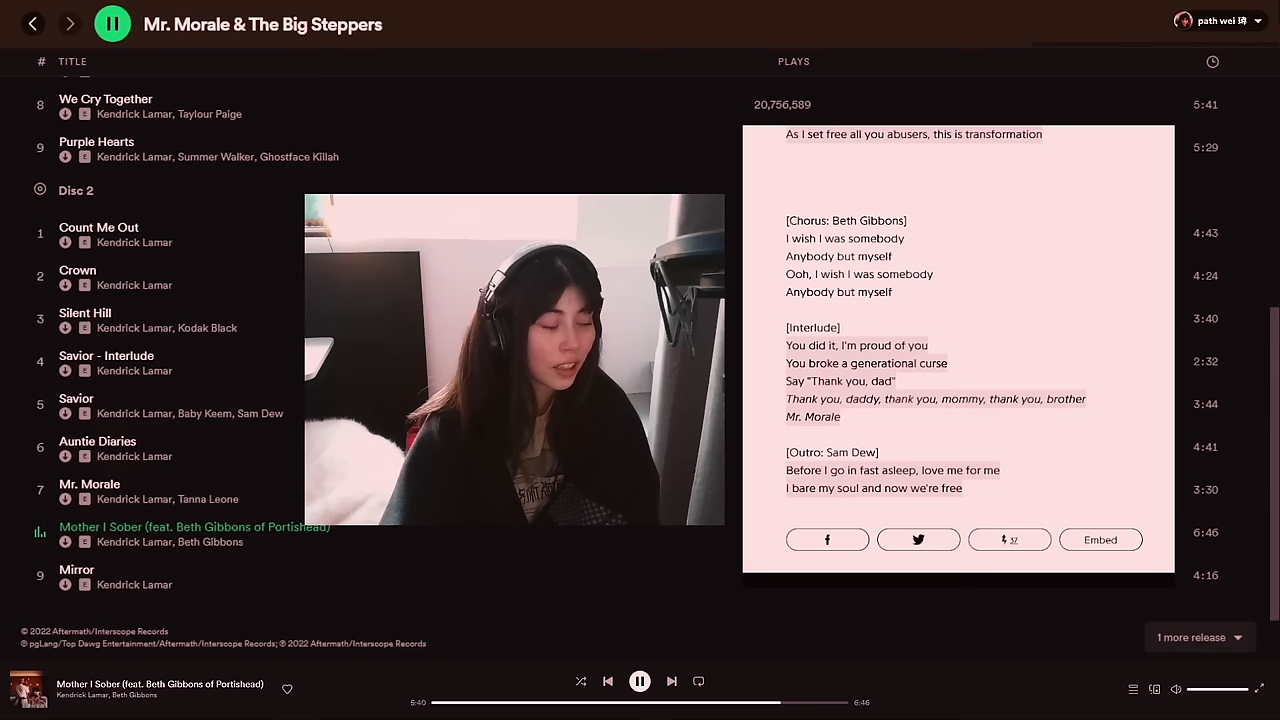 Mr. Morale & The Big Steppers
path wei 瑋
# TITLE PLAYS
8 We Cry Together 20,756,589 5:41
E Kendrick Lamar, Taylour Paige
9 Purple Hearts 5:29
E Kendrick Lamar, Summer Walker, Ghostface Killah
Disc 2
1 Count Me Out 4:43
E Kendrick Lamar
2 Crown 4:24
E Kendrick Lamar
3 Silent Hill 3:40
E Kendrick Lamar, Kodak Black
4 Savior - Interlude 2:32
E Kendrick Lamar
5 Savior 3:44
E Kendrick Lamar, Baby Keem, Sam Dew
6 Auntie Diaries 4:41
E Kendrick Lamar
7 Mr. Morale 3:30
E Kendrick Lamar, Tanna Leone
Mother I Sober (feat. Beth Gibbons of Portishead) 6:46
E Kendrick Lamar, Beth Gibbons
9 Mirror 4:16
E Kendrick Lamar
As I set free all you abusers, this is transformation
[Chorus: Beth Gibbons]
I wish I was somebody
Anybody but myself
Ooh, I wish I was somebody
Anybody but myself
[Interlude]
You did it, I'm proud of you
You broke a generational curse
Say "Thank you, dad"
Thank you, daddy, thank you, mommy, thank you, brother
Mr. Morale
[Outro: Sam Dew]
Before I go in fast asleep, love me for me
I bare my soul and now we're free
f 37 Embed
© 2022 Aftermath/Interscope Records
℗ pgLang/Top Dawg Entertainment/Aftermath/Interscope Records; ℗ 2022 Aftermath/Interscope Records
1 more release
Mother I Sober (feat. Beth Gibbons of Portishead)
Kendrick Lamar, Beth Gibbons
5:40 6:46